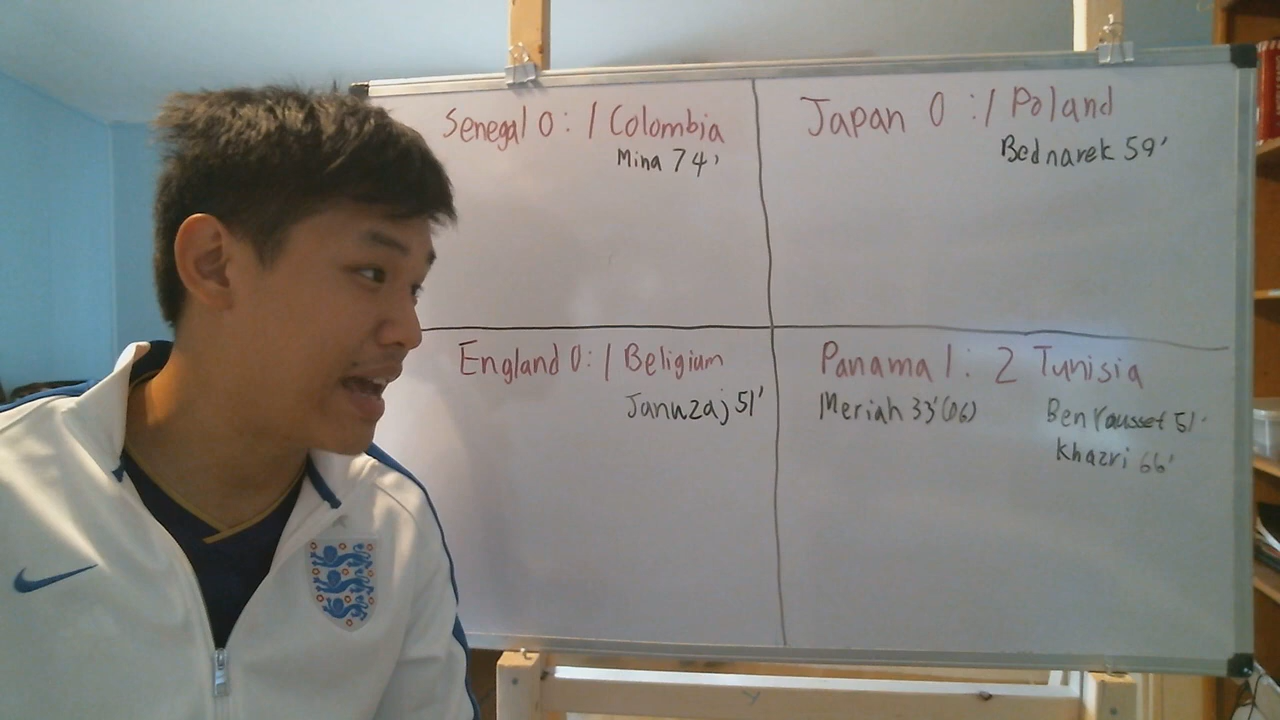 Senegal 0 : 1 Colombia
Mina 74'
Japan 0 : 1 Poland
Bednarek 59'
England 0 : 1 Beligium
Januzaj 51'
Panama 1 : 2 Tunisia
Meriah 33' (OG) Ben Yousset 51'
Khazri 66'